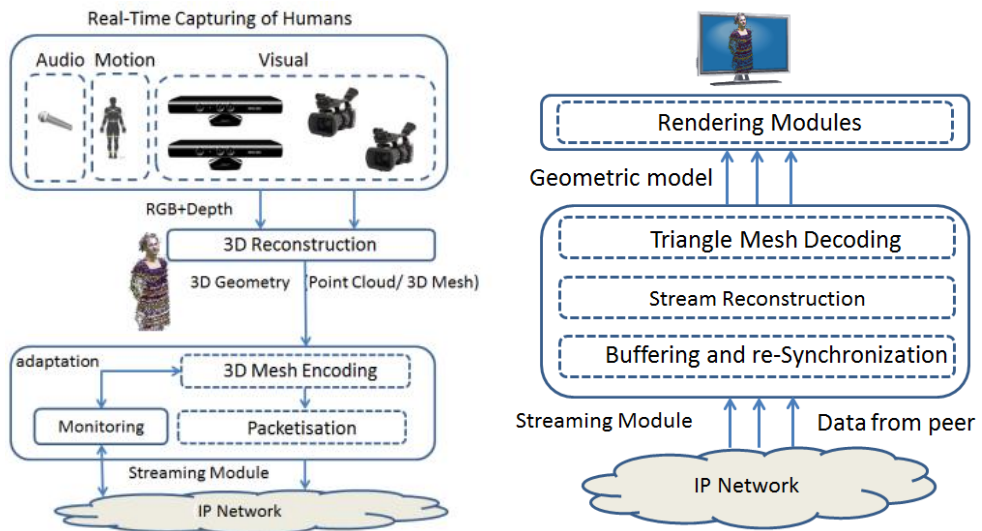 Real-Time Capturing of Humans
Audio Motion Visual
RGB+Depth
3D Reconstruction
3D Geometry (Point Cloud/ 3D Mesh)
adaptation
3D Mesh Encoding
Monitoring
Packetisation
Streaming Module
IP Network
Rendering Modules
Geometric model
Triangle Mesh Decoding
Stream Reconstruction
Buffering and re-Synchronization
Streaming Module
Data from peer
IP Network